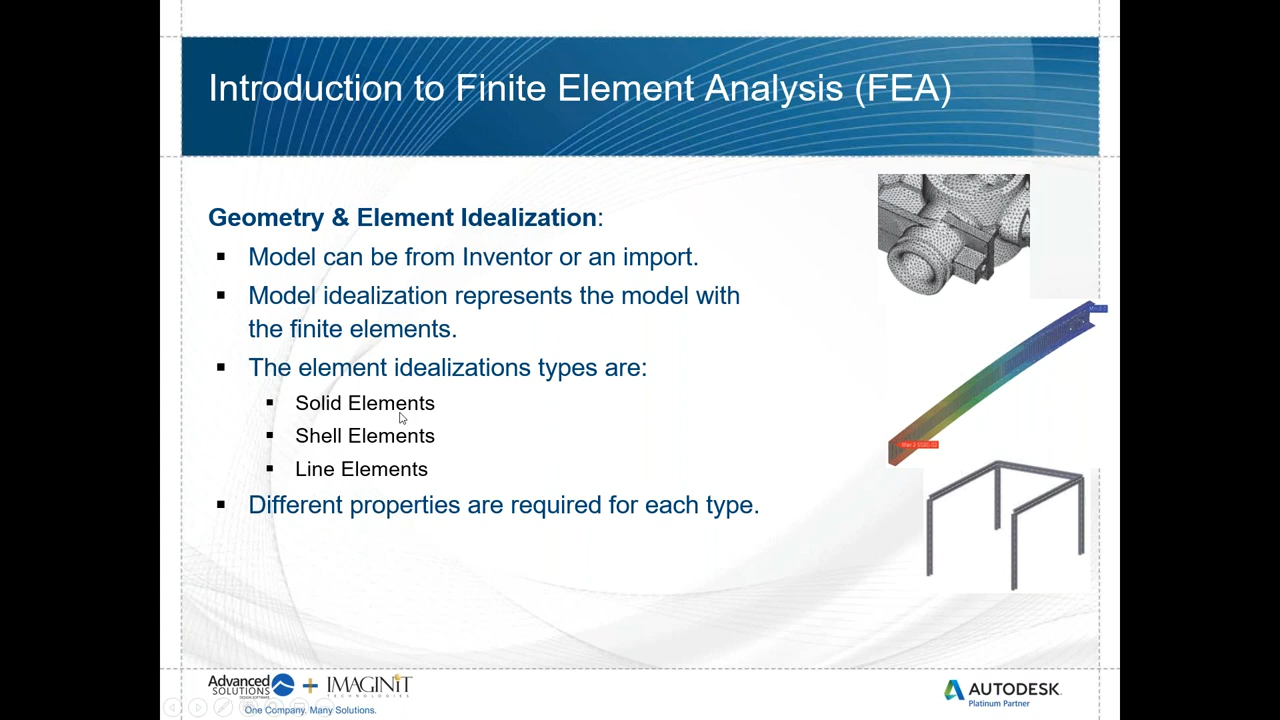 Introduction to Finite Element Analysis (FEA)
Geometry & Element Idealization:
Model can be from Inventor or an import.
Model idealization represents the model with
the finite elements.
The element idealizations types are:
Solid Elements
Shell Elements
Line Elements
Different properties are required for each type.
Advanced
SOLUTIONS
DESIGN SOFTWARE
+
IMAGINiT
TECHNOLOGIES
One Company. Many Solutions.
AUTODESK.
Platinum Partner